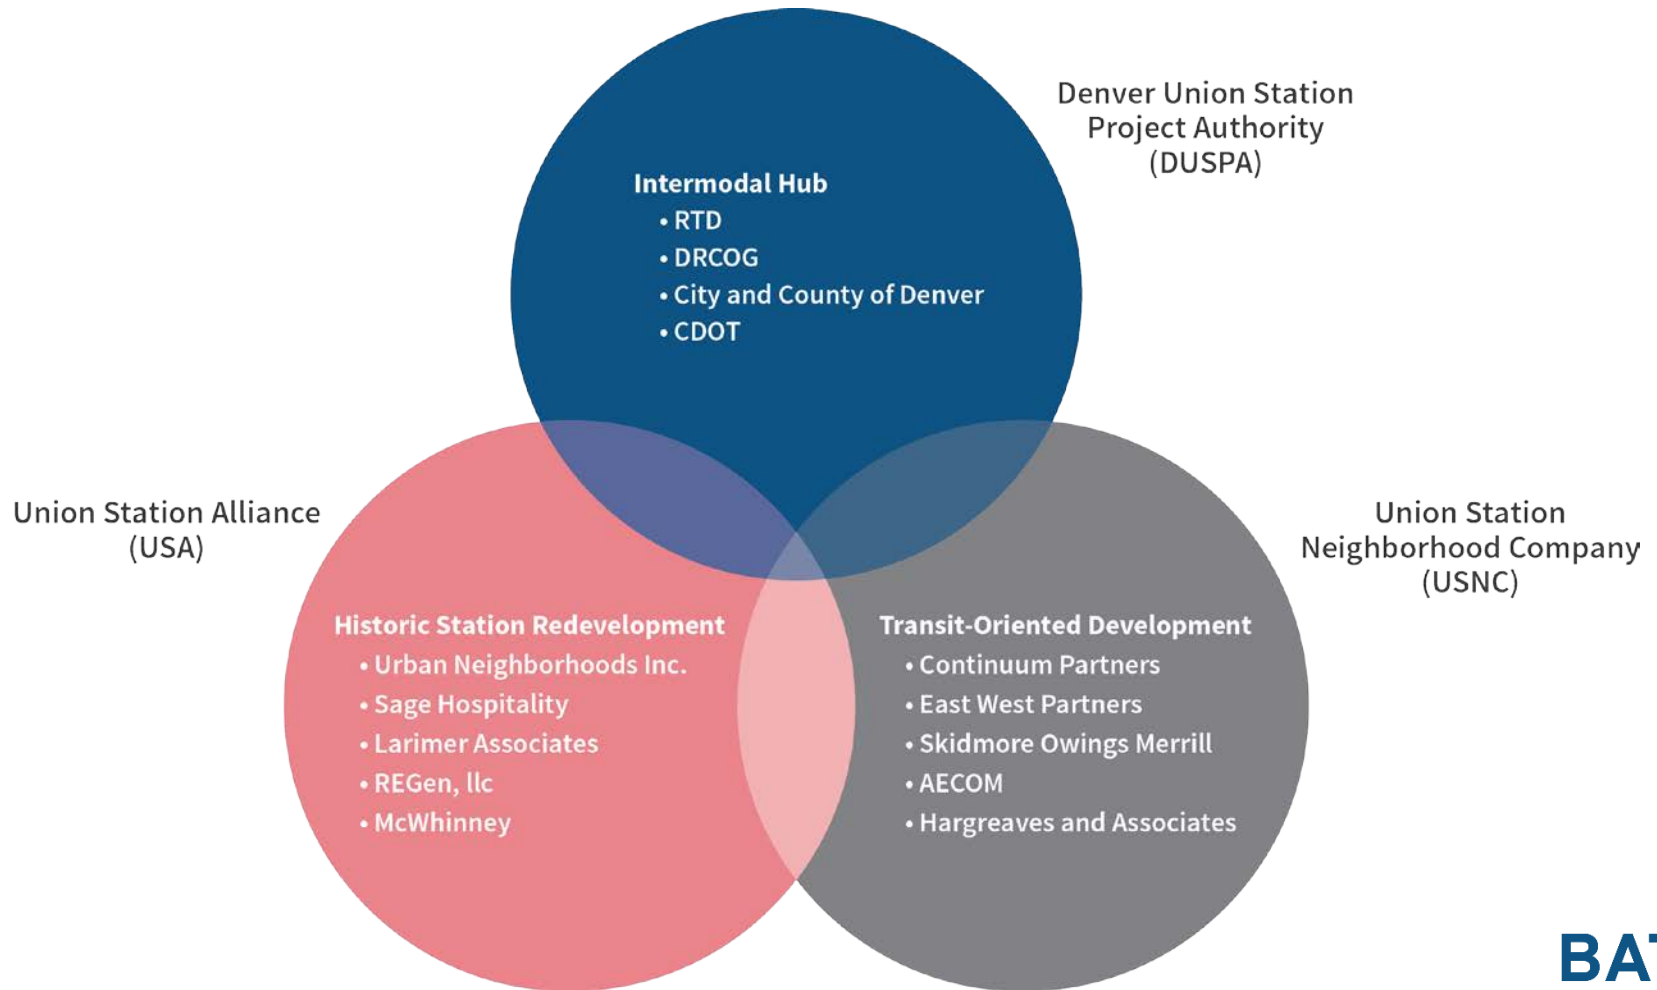 Denver Union Station
Project Authority
(DUSPA)
Intermodal Hub
• RTD
• DRCOG
• City and County of Denver
• CDOT
Union Station Alliance
(USA)
Union Station
Neighborhood Company
(USNC)
Historic Station Redevelopment
• Urban Neighborhoods Inc.
• Sage Hospitality
• Larimer Associates
• REGen, llc
• McWhinney
Transit-Oriented Development
• Continuum Partners
• East West Partners
• Skidmore Owings Merrill
• AECOM
• Hargreaves and Associates